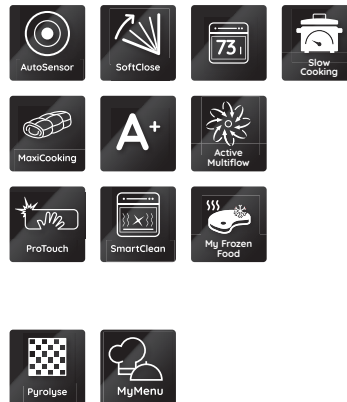 AutoSensor
SoftClose
73 l
Slow
Cooking
MaxiCooking
A+
Active
Multiflow
ProTouch
SmartClean
My Frozen
Food
Pyrolyse
MyMenu